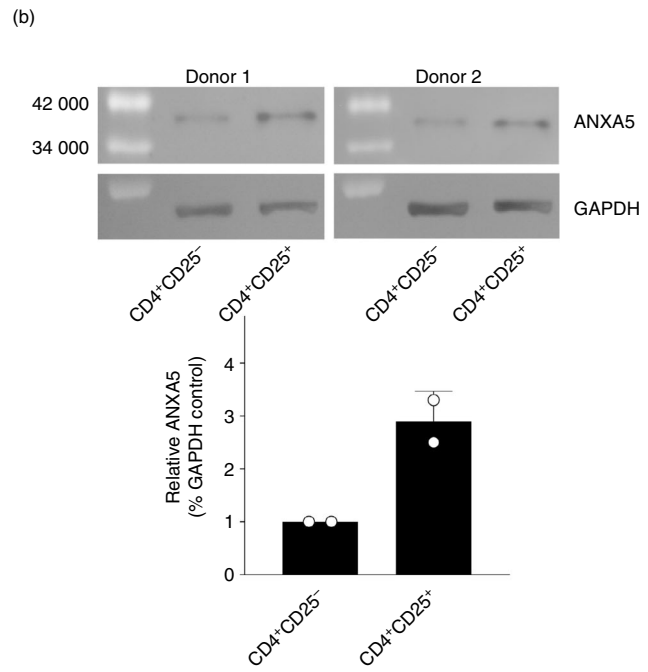 (b)
Donor 1 Donor 2
42 000
ANXA5
34 000
GAPDH
CD4⁺CD25⁻ CD4⁺CD25⁺ CD4⁺CD25⁻ CD4⁺CD25⁺
Relative ANXA5
(% GAPDH control)
4
3
2
1
0
CD4⁺CD25⁻ CD4⁺CD25⁺